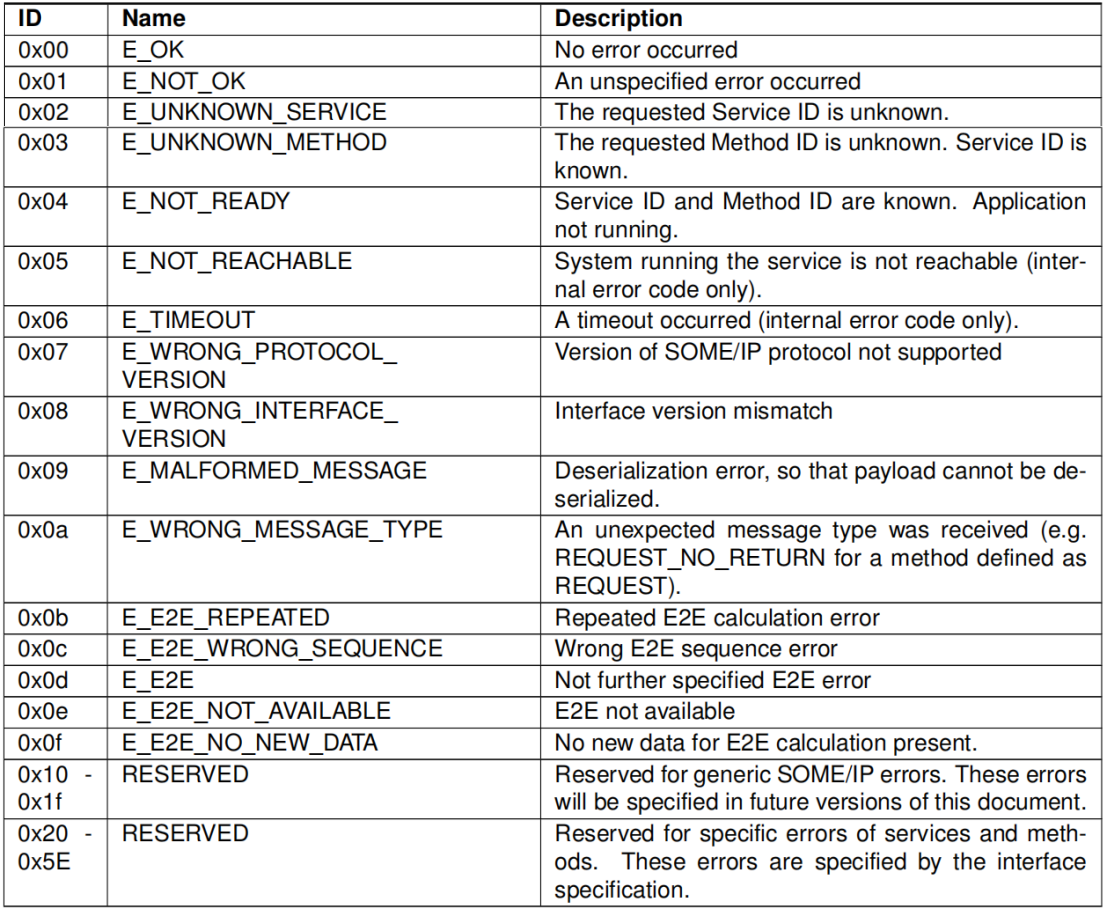 ID Name Description
0x00 E_OK No error occurred
0x01 E_NOT_OK An unspecified error occurred
0x02 E_UNKNOWN_SERVICE The requested Service ID is unknown.
0x03 E_UNKNOWN_METHOD The requested Method ID is unknown. Service ID is
known.
0x04 E_NOT_READY Service ID and Method ID are known. Application
not running.
0x05 E_NOT_REACHABLE System running the service is not reachable (inter-
nal error code only).
0x06 E_TIMEOUT A timeout occurred (internal error code only).
0x07 E_WRONG_PROTOCOL_ Version of SOME/IP protocol not supported
VERSION
0x08 E_WRONG_INTERFACE_ Interface version mismatch
VERSION
0x09 E_MALFORMED_MESSAGE Deserialization error, so that payload cannot be de-
serialized.
0x0a E_WRONG_MESSAGE_TYPE An unexpected message type was received (e.g.
REQUEST_NO_RETURN for a method defined as
REQUEST).
0x0b E_E2E_REPEATED Repeated E2E calculation error
0x0c E_E2E_WRONG_SEQUENCE Wrong E2E sequence error
0x0d E_E2E Not further specified E2E error
0x0e E_E2E_NOT_AVAILABLE E2E not available
0x0f E_E2E_NO_NEW_DATA No new data for E2E calculation present.
0x10 - RESERVED Reserved for generic SOME/IP errors. These errors
0x1f will be specified in future versions of this document.
0x20 - RESERVED Reserved for specific errors of services and meth-
0x5E ods. These errors are specified by the interface
specification.